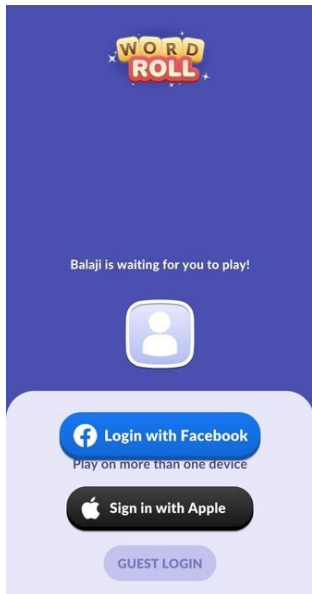 WORD
ROLL
Balaji is waiting for you to play!
Login with Facebook
Play on more than one device
Sign in with Apple
GUEST LOGIN